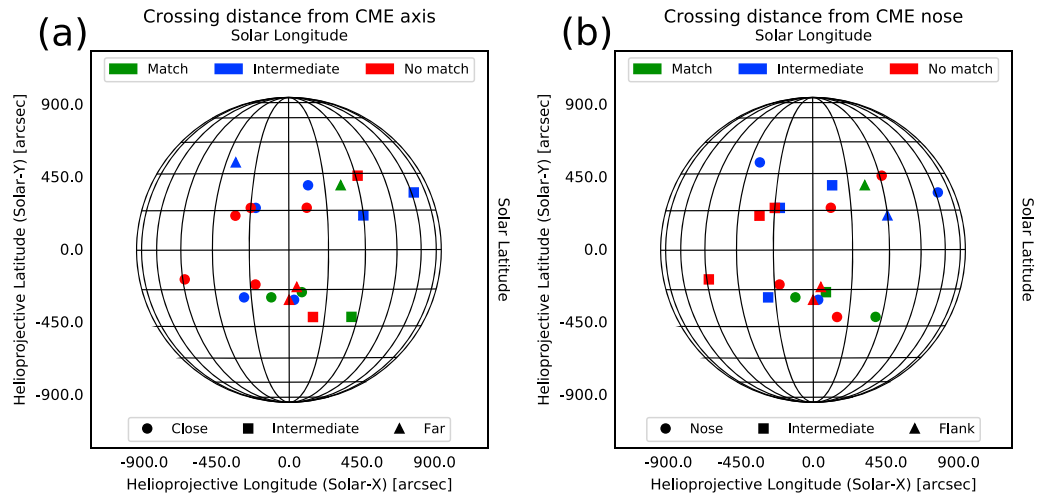 (a)
Crossing distance from CME axis
Solar Longitude
Match Intermediate No match
Helioprojective Latitude (Solar-Y) [arcsec]
900.0
450.0
0.0
-450.0
-900.0
Solar Latitude
Close Intermediate Far
-900.0 -450.0 0.0 450.0 900.0
Helioprojective Longitude (Solar-X) [arcsec]
(b)
Crossing distance from CME nose
Solar Longitude
Match Intermediate No match
Helioprojective Latitude (Solar-Y) [arcsec]
900.0
450.0
0.0
-450.0
-900.0
Solar Latitude
Nose Intermediate Flank
-900.0 -450.0 0.0 450.0 900.0
Helioprojective Longitude (Solar-X) [arcsec]